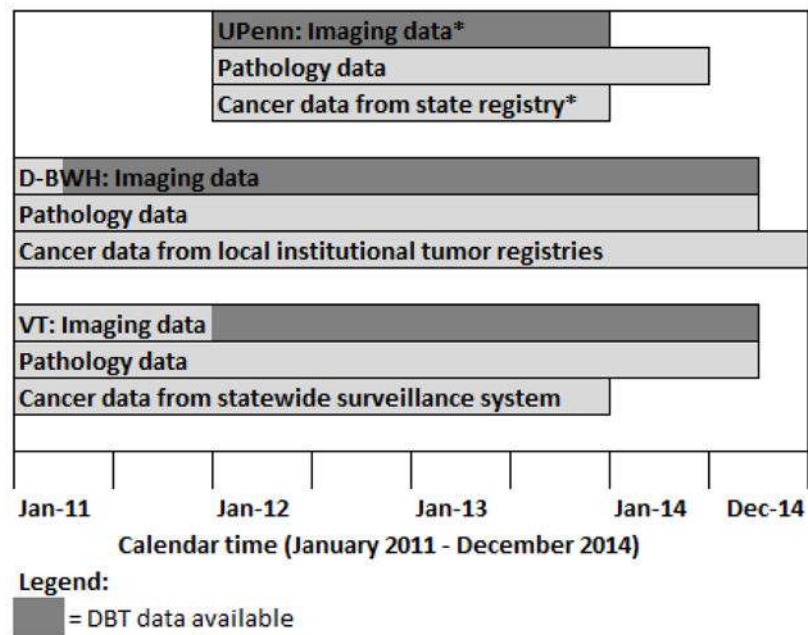 UPenn: Imaging data*
Pathology data
Cancer data from state registry*
D-BWH: Imaging data
Pathology data
Cancer data from local institutional tumor registries
VT: Imaging data
Pathology data
Cancer data from statewide surveillance system
Jan-11 Jan-12 Jan-13 Jan-14 Dec-14
Calendar time (January 2011 - December 2014)
Legend:
= DBT data available